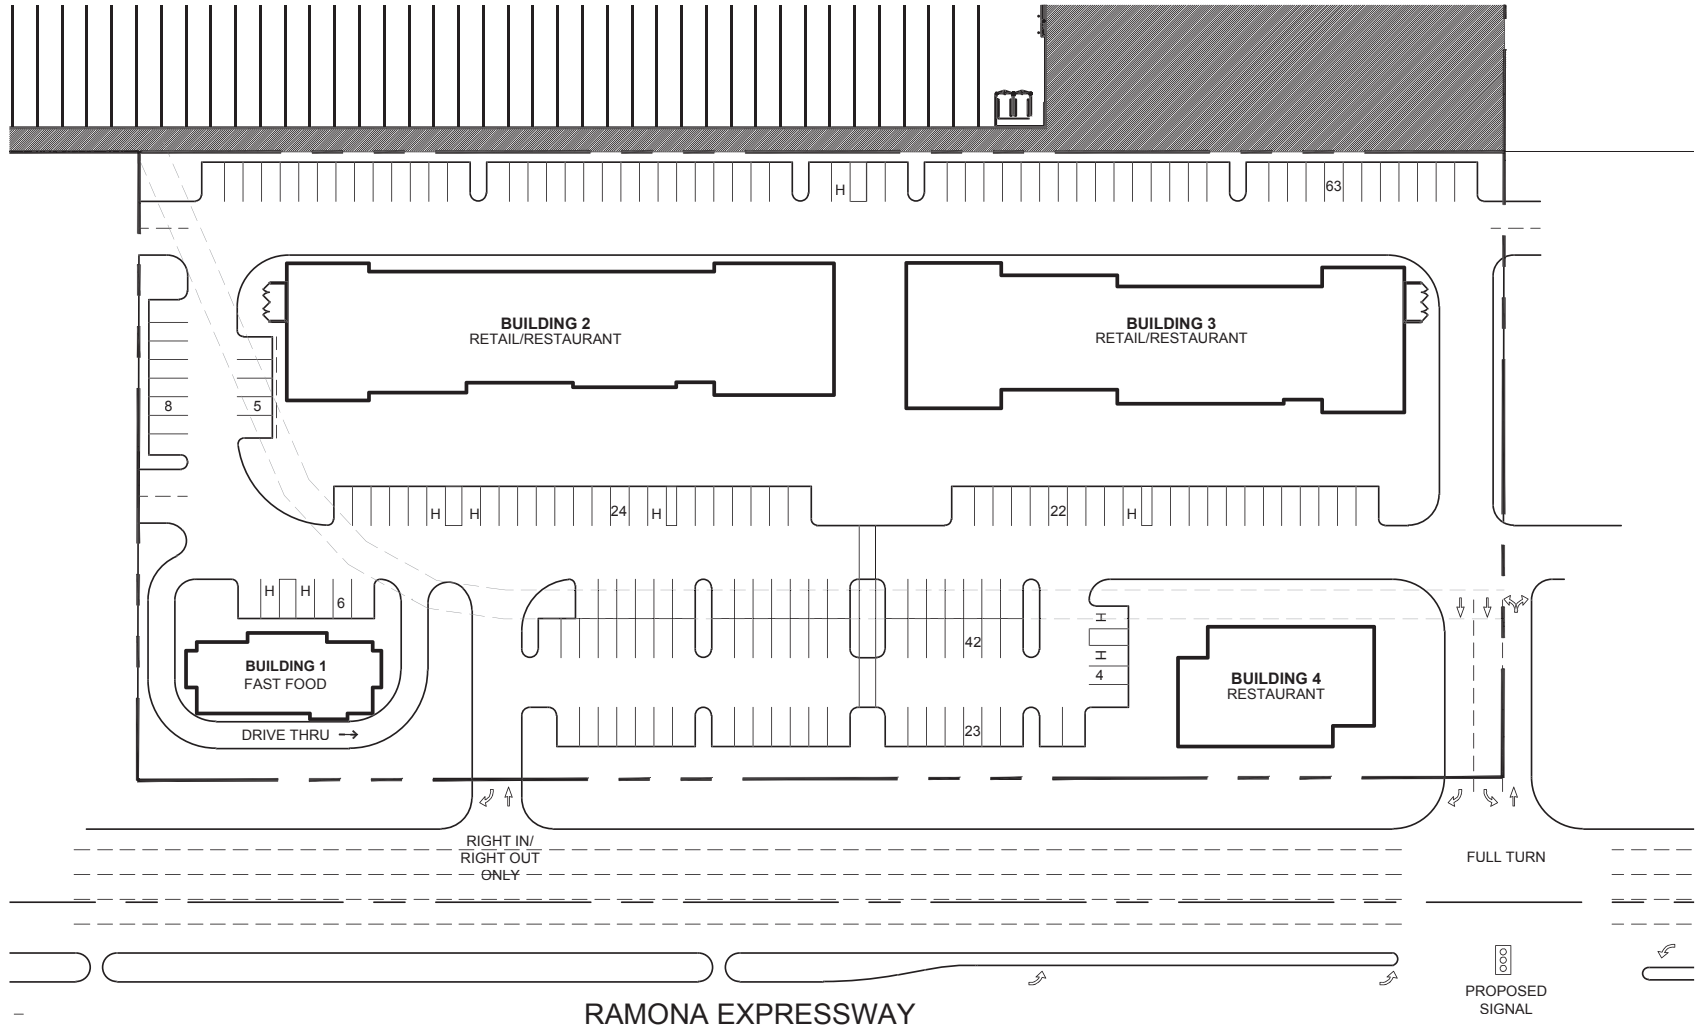 H
63
BUILDING 2
RETAIL/RESTAURANT
BUILDING 3
RETAIL/RESTAURANT
8
5
H
H
24
H
22
H
H
H
6
H
42
H
4
BUILDING 1
FAST FOOD
BUILDING 4
RESTAURANT
DRIVE THRU
23
RIGHT IN/
RIGHT OUT
ONLY
FULL TURN
PROPOSED
SIGNAL
RAMONA EXPRESSWAY